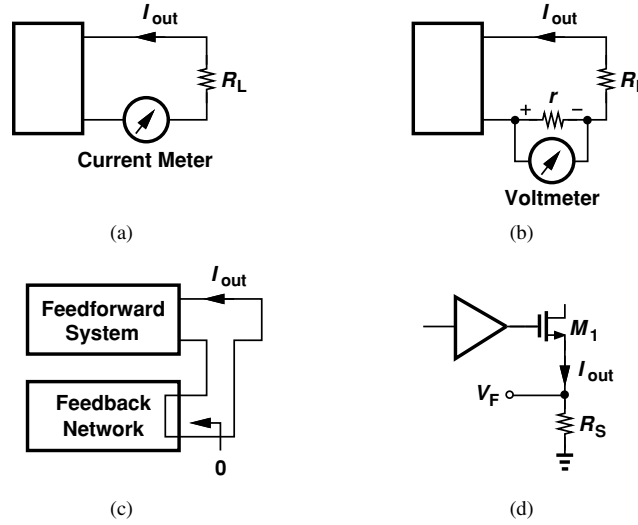 I out
R L
Current Meter
(a)
I out
R
+ r −
Voltmeter
(b)
I out
Feedforward
System
Feedback
Network
0
(c)
M 1
I out
V F
R S
(d)